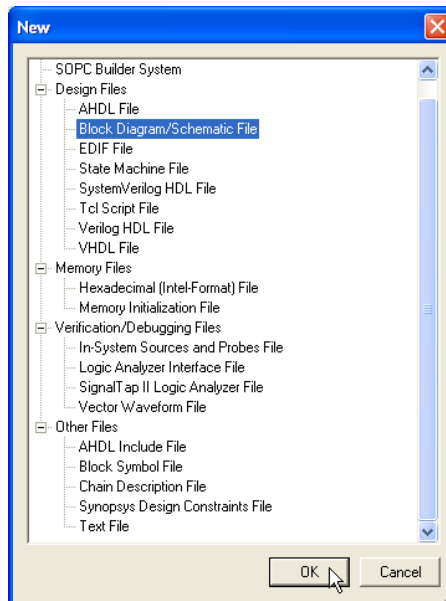 New
SOPC Builder System
Design Files
AHDL File
Block Diagram/Schematic File
EDIF File
State Machine File
SystemVerilog HDL File
Tcl Script File
Verilog HDL File
VHDL File
Memory Files
Hexadecimal (Intel-Format) File
Memory Initialization File
Verification/Debugging Files
In-System Sources and Probes File
Logic Analyzer Interface File
SignalTap II Logic Analyzer File
Vector Waveform File
Other Files
AHDL Include File
Block Symbol File
Chain Description File
Synopsys Design Constraints File
Text File
OK Cancel